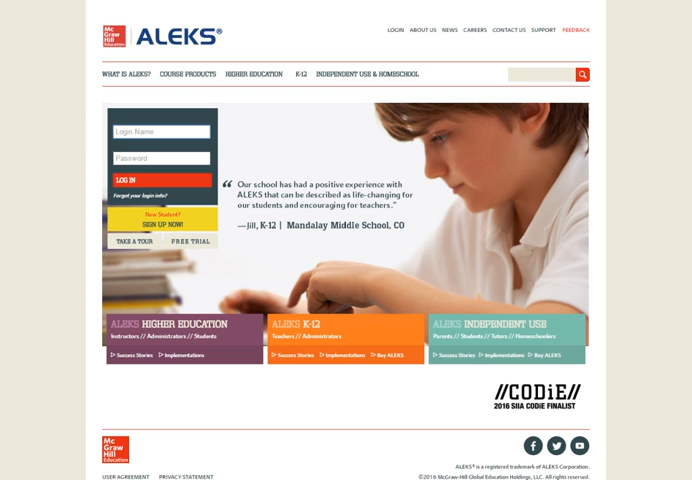 Mc
Graw
Hill
Education
ALEKS®
LOGIN ABOUT US NEWS CAREERS CONTACT US SUPPORT FEEDBACK
WHAT IS ALEKS? COURSE PRODUCTS HIGHER EDUCATION K-12 INDEPENDENT USE & HOMESCHOOL
Login Name
Password
LOG IN
Forgot your login info?
New Student?
SIGN UP NOW!
TAKE A TOUR FREE TRIAL
“ Our school has had a positive experience with
ALEKS that can be described as life-changing for
our students and encouraging for teachers.”
—Jill, K-12 | Mandalay Middle School, CO
ALEKS HIGHER EDUCATION
Instructors // Administrators // Students
Success Stories Implementations
ALEKS K-12
Teachers // Administrators
Success Stories Implementations Buy ALEKS
ALEKS INDEPENDENT USE
Parents // Students // Tutors // Homeschoolers
Success Stories Implementations Buy ALEKS
//CODiE//
2016 SIIA CODiE FINALIST
Mc
Graw
Hill
Education
ALEKS® is a registered trademark of ALEKS Corporation.
USER AGREEMENT PRIVACY STATEMENT
©2016 McGraw-Hill Global Education Holdings, LLC. All rights reserved.